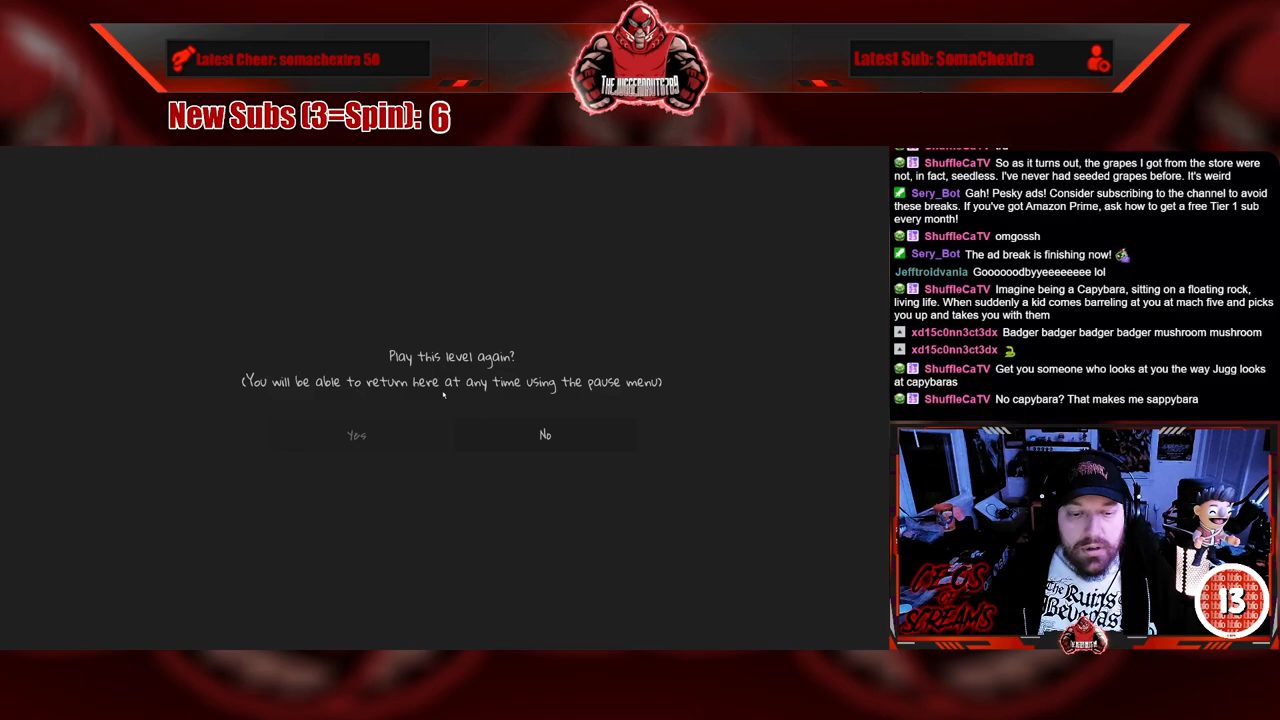 Latest Cheer: somachextra 50
Latest Sub: SomaChextra
TheJuggernaut6789
New Subs (3=Spin): 6
ShuffleCaTV So as it turns out, the grapes I got from the store were
not, in fact, seedless. I've never had seeded grapes before. It's weird
Sery_Bot Gah! Pesky ads! Consider subscribing to the channel to avoid
these breaks. If you've got Amazon Prime, ask how to get a free Tier 1 sub
every month!
ShuffleCaTV omgossh
Sery_Bot The ad break is finishing now!
Jefftroidvania Goooooodbyyeeeeeeee lol
ShuffleCaTV Imagine being a Capybara, sitting on a floating rock,
living life. When suddenly a kid comes barreling at you at mach five and picks
you up and takes you with them
xd15c0nn3ct3dx Badger badger badger badger mushroom mushroom
xd15c0nn3ct3dx
ShuffleCaTV Get you someone who looks at you the way Jugg looks
at capybaras
ShuffleCaTV No capybara? That makes me sappybara
Play this level again?
(You will be able to return here at any time using the pause menu)
Yes
No
The Ruins
Beverast
SCREAMS
13